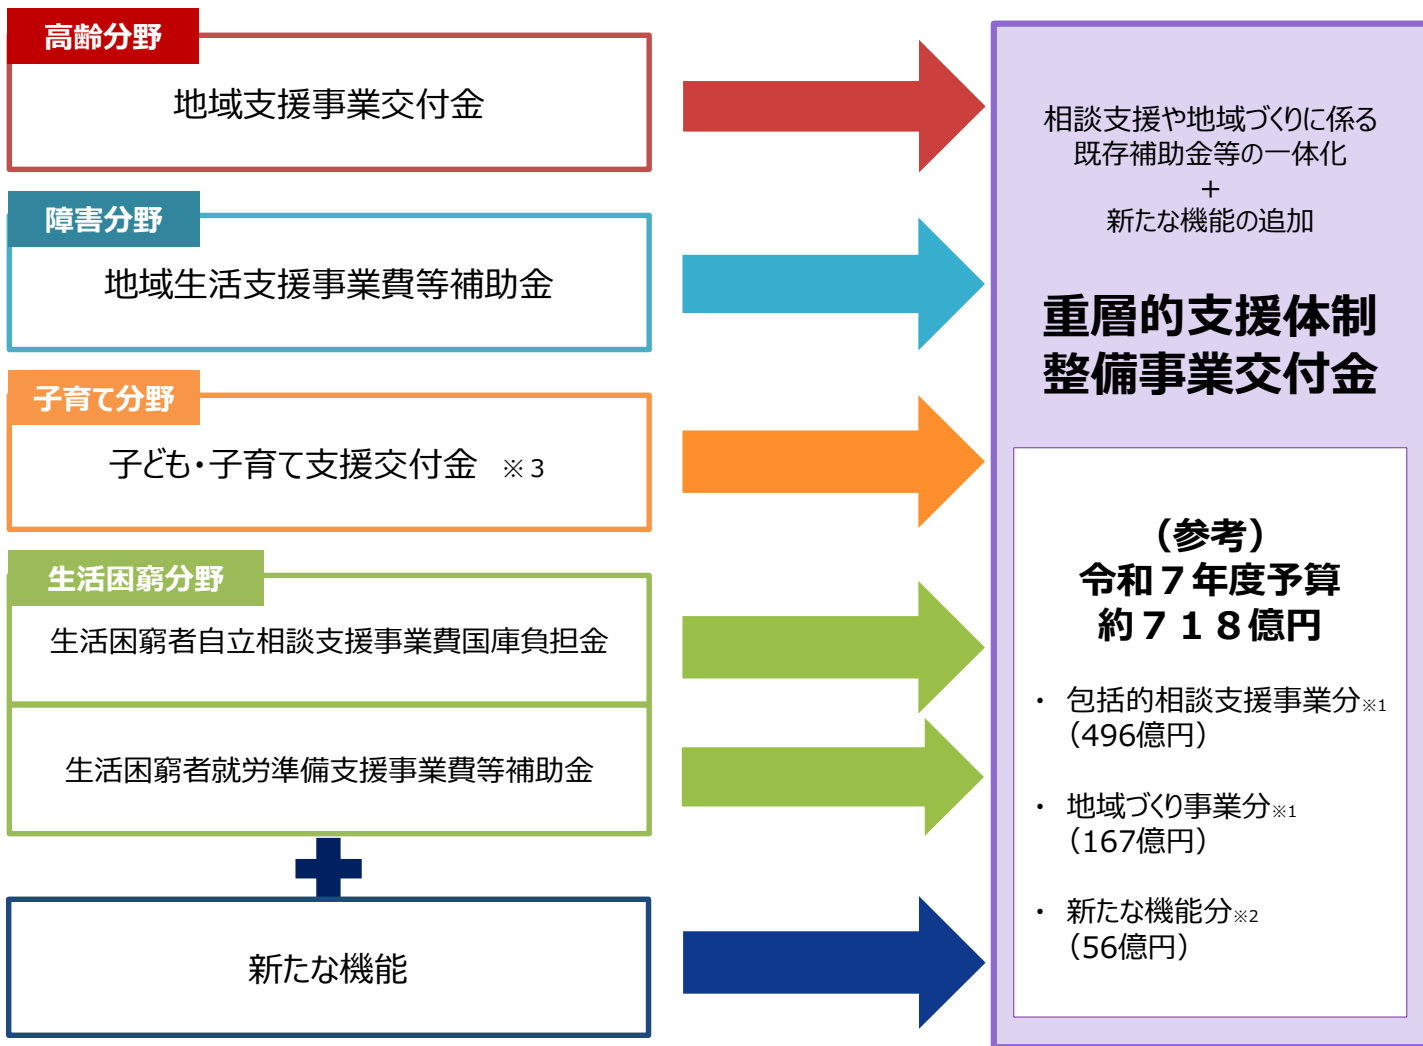 高齢分野
地域支援事業交付金
障害分野
地域生活支援事業費等補助金
子育て分野
子ども・子育て支援交付金 ※３
生活困窮分野
生活困窮者自立相談支援事業費国庫負担金
生活困窮者就労準備支援事業費等補助金
新たな機能
相談支援や地域づくりに係る
既存補助金等の一体化
+
新たな機能の追加
重層的支援体制
整備事業交付金
（参考）
令和７年度予算
約７１８億円
・ 包括的相談支援事業分※1
（496億円）
・ 地域づくり事業分※1
（167億円）
・ 新たな機能分※2
（56億円）